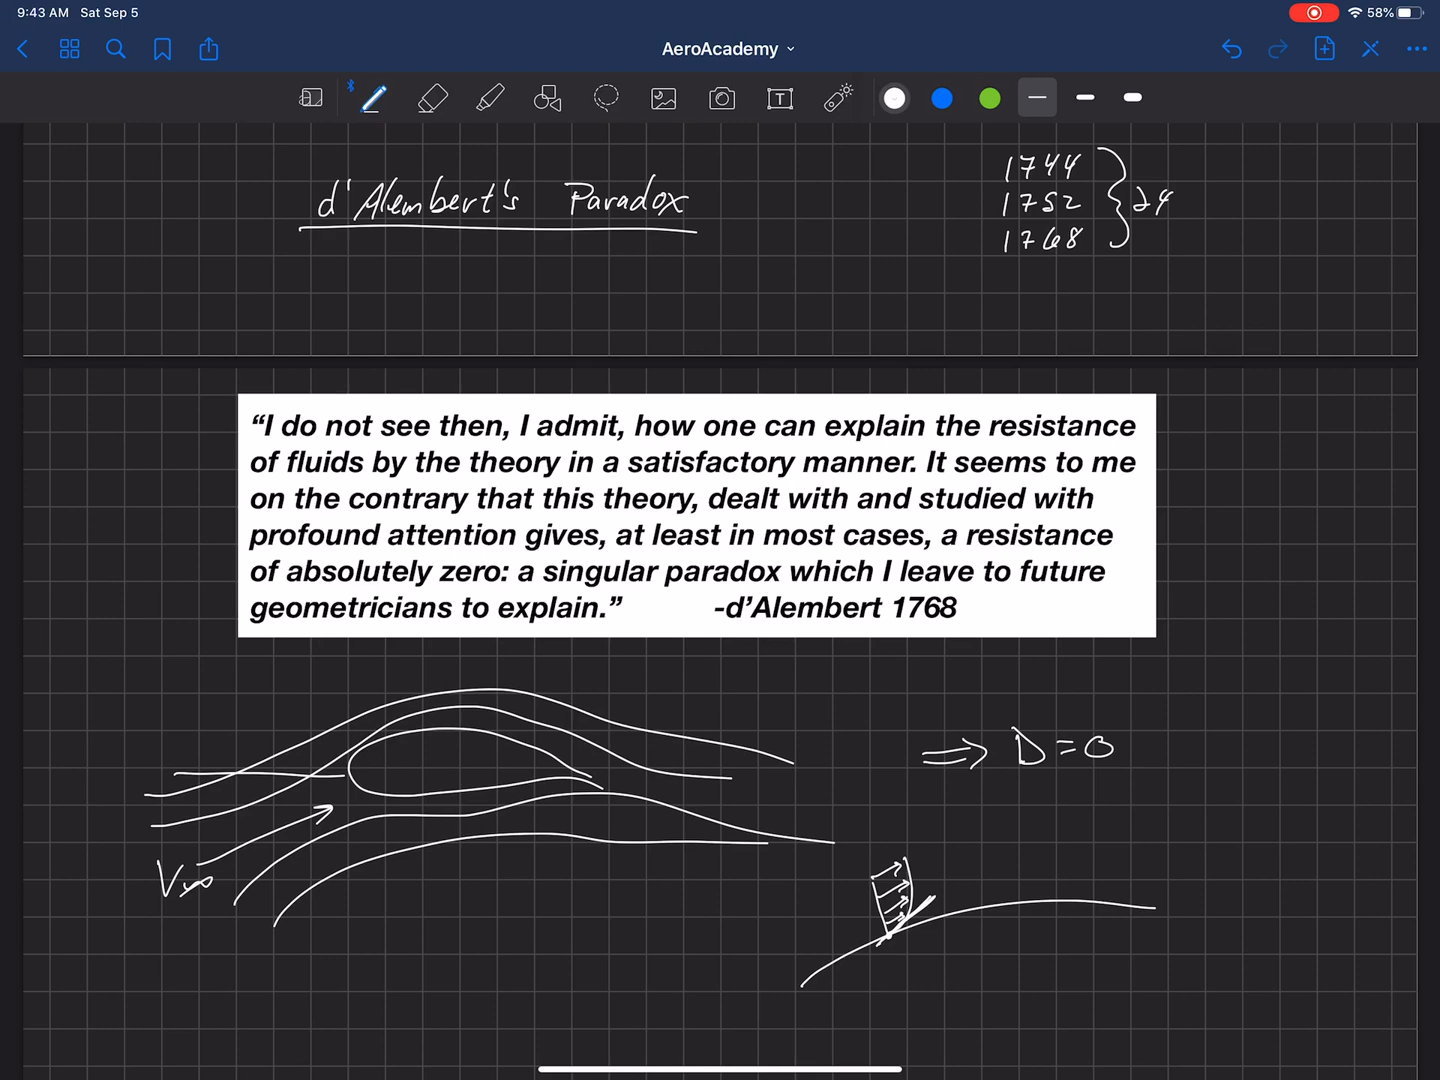 9:43 AM Sat Sep 5
58%
AeroAcademy
T
d'Alembert's Paradox
1744
1752
1768
24
“I do not see then, I admit, how one can explain the resistance
of fluids by the theory in a satisfactory manner. It seems to me
on the contrary that this theory, dealt with and studied with
profound attention gives, at least in most cases, a resistance
of absolutely zero: a singular paradox which I leave to future
geometricians to explain.” -d’Alembert 1768
⇒ D=0
V∞